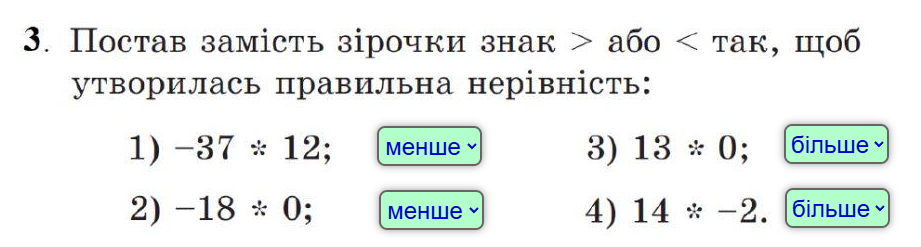 3. Постав замість зірочки знак > або < так, щоб
утворилась правильна нерівність:
1) −37 * 12; менше 3) 13 * 0; більше
2) −18 * 0; менше 4) 14 * −2. більше